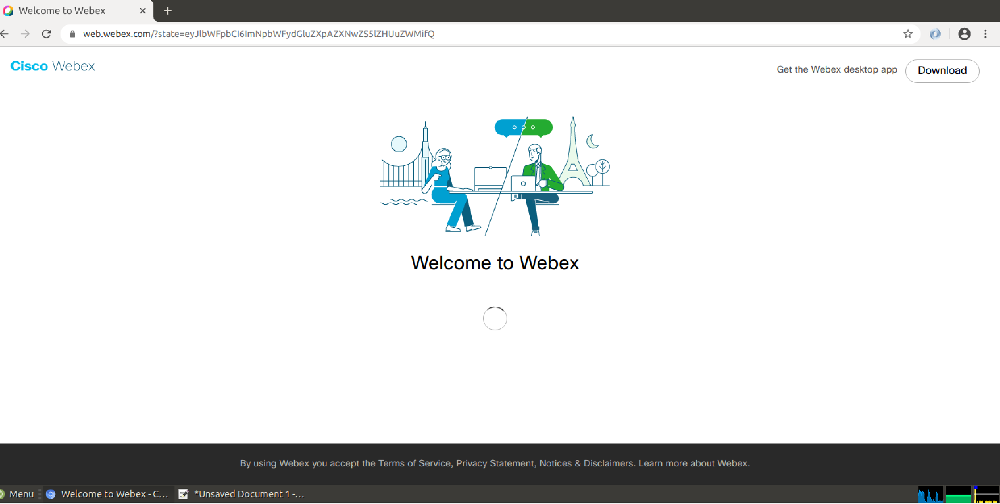 Welcome to Webex
web.webex.com/?state=eyJlbWFpbCI6ImNpbWFydGluZXpAZXNwZS5lZHUuZWMifQ
Cisco Webex
Get the Webex desktop app
Download
Welcome to Webex
By using Webex you accept the Terms of Service, Privacy Statement, Notices & Disclaimers. Learn more about Webex.
Menu
Welcome to Webex - C...
*Unsaved Document 1 -...